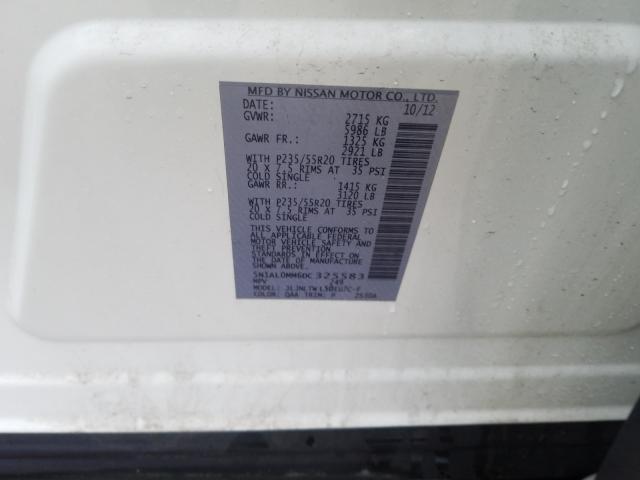 MFD BY NISSAN MOTOR CO., LTD.
DATE: 10/12
GVWR: 2715 KG
5986 LB
GAWR FR.: 1325 KG
2921 LB
WITH P235/55R20 TIRES
20 X 7.5 RIMS AT 35 PSI
COLD SINGLE
GAWR RR.: 1415 KG
3120 LB
WITH P235/55R20 TIRES
20 X 7.5 RIMS AT 35 PSI
COLD SINGLE
THIS VEHICLE CONFORMS TO
ALL APPLICABLE FEDERAL
MOTOR VEHICLE SAFETY AND
THEFT PREVENTION
STANDARDS IN EFFECT ON
THE DATE OF MANUFACTURE
SHOWN ABOVE.
5N1AL0MM6DC 325583
MPV 249
MODEL:
COLOR: QAA TRIM: P